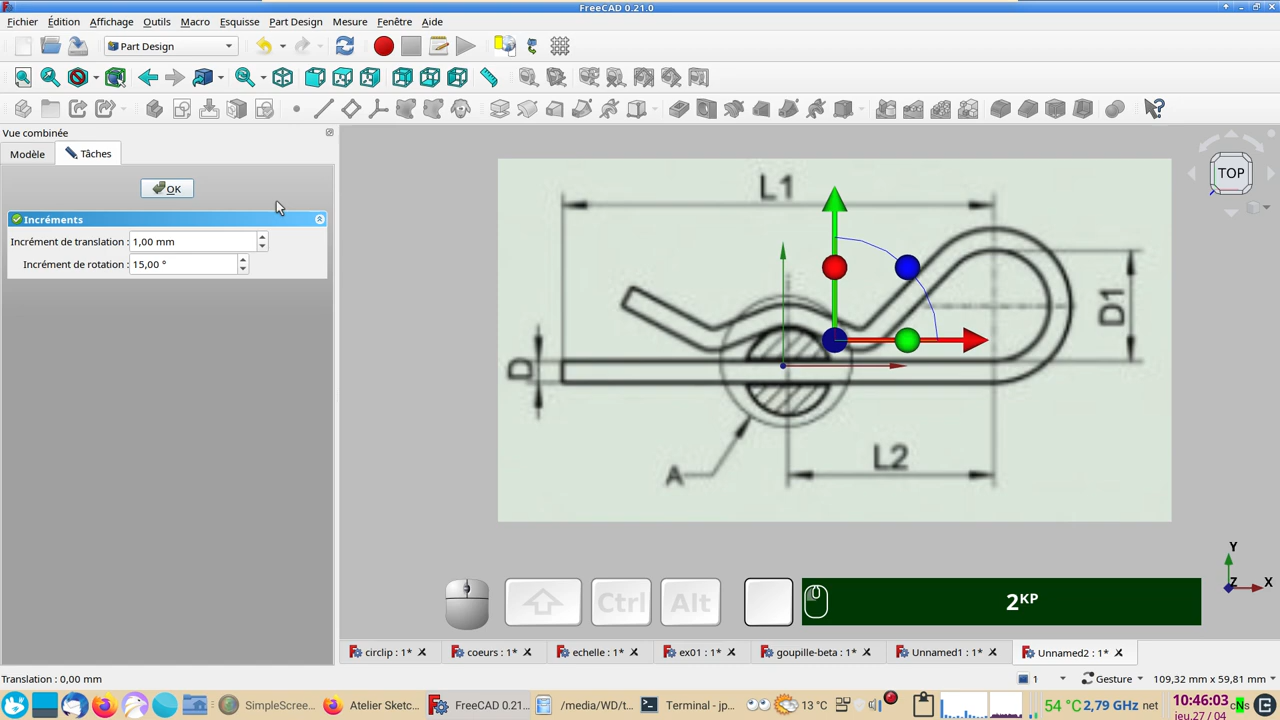 FreeCAD 0.21.0
Fichier Édition Affichage Outils Macro Esquisse Part Design Mesure Fenêtre Aide
Part Design
Vue combinée
Modèle Tâches
OK
Incréments
Incrément de translation : 1,00 mm
Incrément de rotation : 15,00 °
TOP
L1
D1
D
L2
A
Y
Z X
Ctrl Alt 2KP
circlip : 1* coeurs : 1* echelle : 1* ex01 : 1* goupille-beta : 1* Unnamed1 : 1* Unnamed2 : 1*
Translation : 0,00 mm 1 Gesture 109,32 mm x 59,81 mm
SimpleScree... Atelier Sketc... FreeCAD 0.21.0... /media/WD/t... Terminal - jp... 13 °C 54 °C 2,79 GHz net 10:46:03
jeu.27 / 04